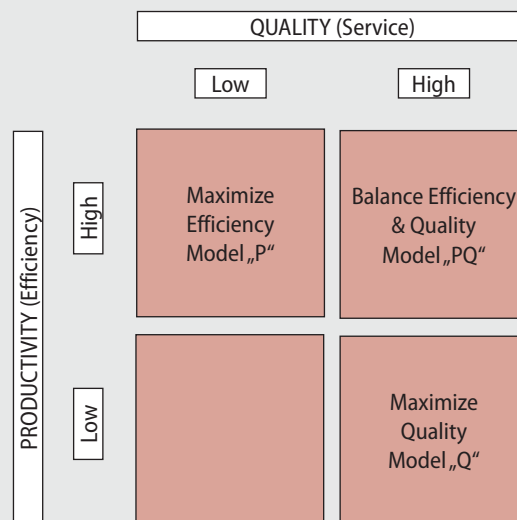 QUALITY (Service)
Low
High
PRODUCTIVITY (Efficiency)
High
Maximize
Efficiency
Model „P“
Balance Efficiency
& Quality
Model „PQ“
Low
Maximize
Quality
Model „Q“